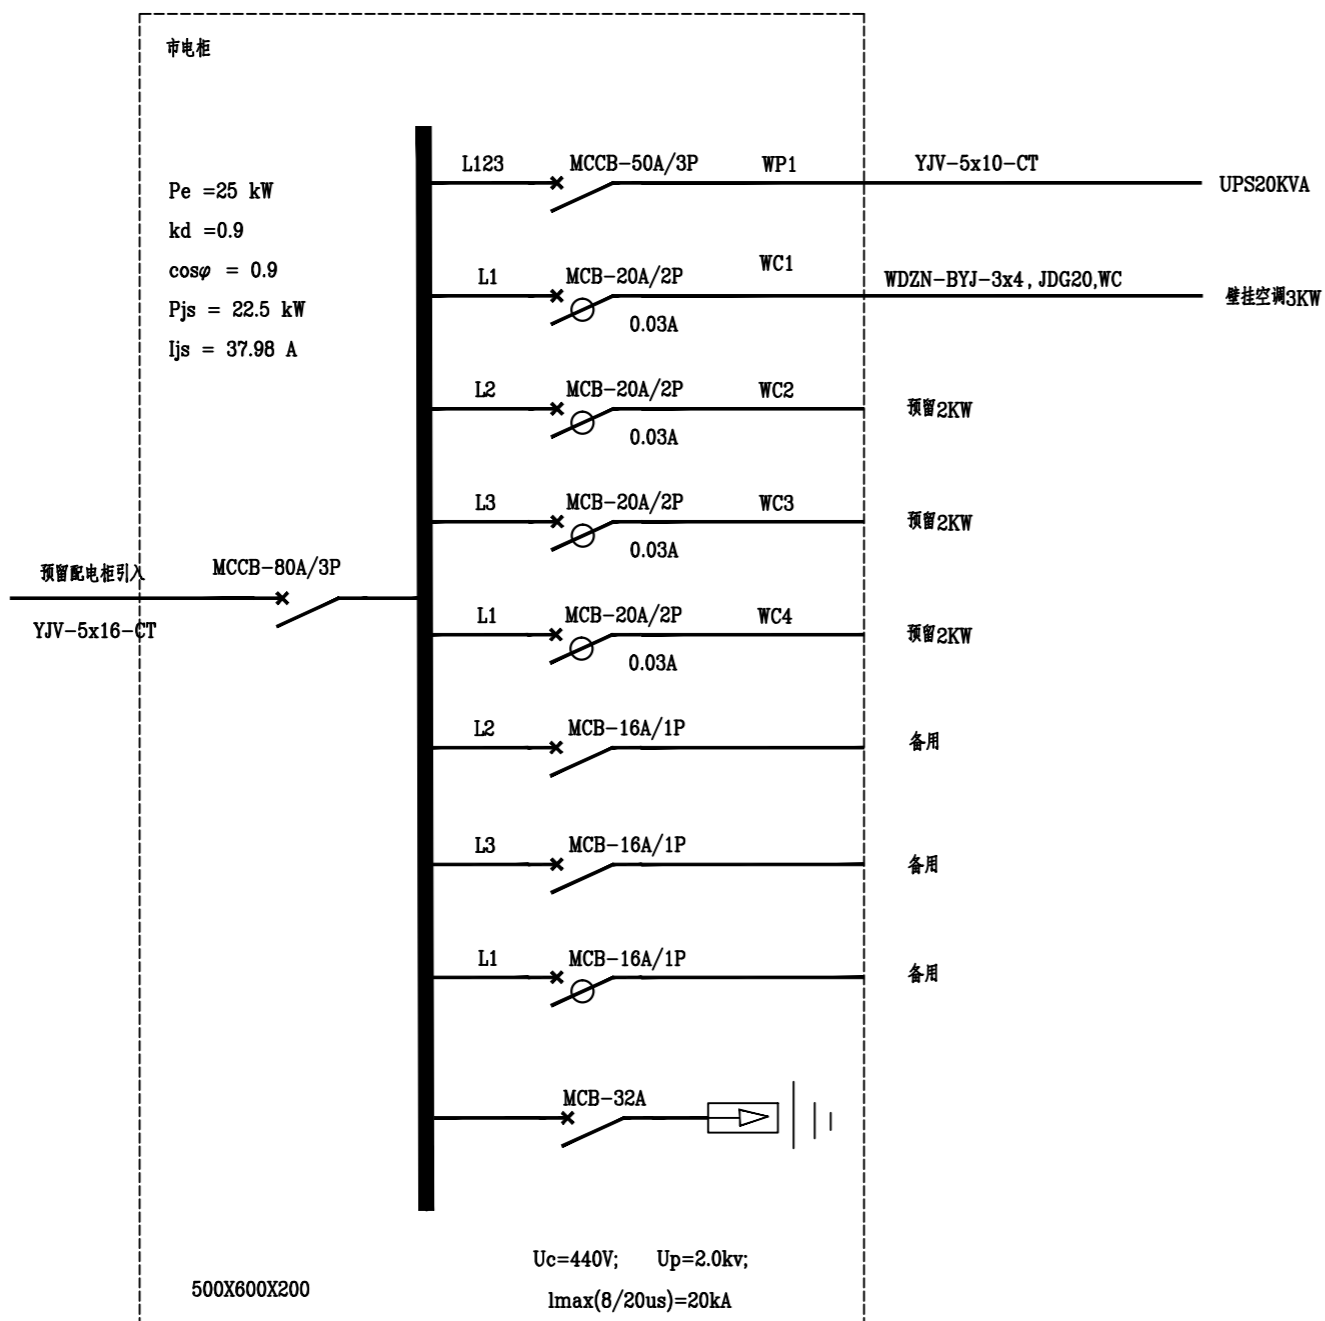 市电柜
Pe =25 kW
kd =0.9
cosφ = 0.9
Pjs = 22.5 kW
Ijs = 37.98 A
预留配电柜引入
YJV-5x16-CT
MCCB-80A/3P
L123 MCCB-50A/3P WP1 YJV-5x10-CT UPS20KVA
L1 MCB-20A/2P WC1 WDZN-BYJ-3x4, JDG20,WC 壁挂空调3KW
0.03A
L2 MCB-20A/2P WC2 预留2KW
0.03A
L3 MCB-20A/2P WC3 预留2KW
0.03A
L1 MCB-20A/2P WC4 预留2KW
0.03A
L2 MCB-16A/1P 备用
L3 MCB-16A/1P 备用
L1 MCB-16A/1P 备用
MCB-32A
Uc=440V; Up=2.0kv;
lmax(8/20us)=20kA
500X600X200